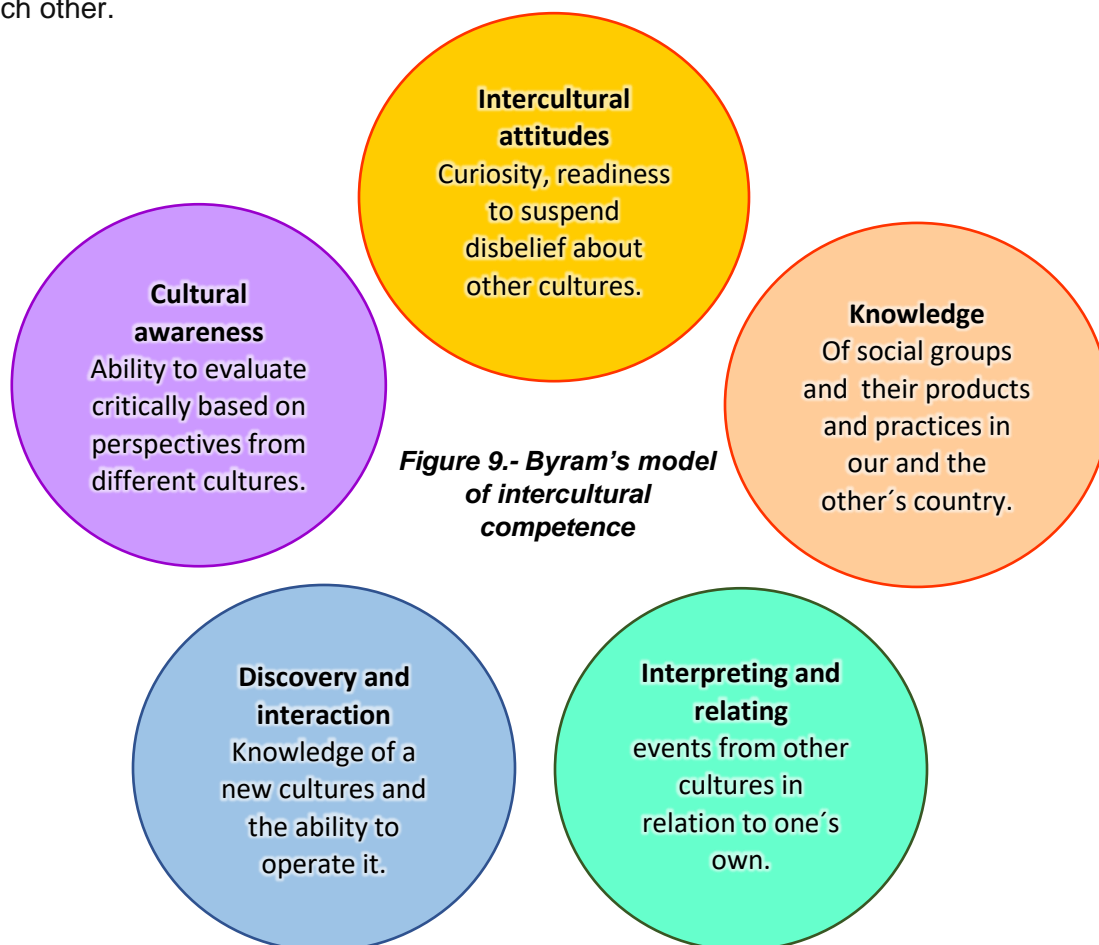 ch other.
Intercultural
attitudes
Curiosity, readiness
to suspend
disbelief about
other cultures.
Cultural
awareness
Ability to evaluate
critically based on
perspectives from
different cultures.
Knowledge
Of social groups
and their products
and practices in
our and the
other´s country.
Figure 9.- Byram’s model
of intercultural
competence
Discovery and
interaction
Knowledge of a
new cultures and
the ability to
operate it.
Interpreting and
relating
events from other
cultures in
relation to one´s
own.